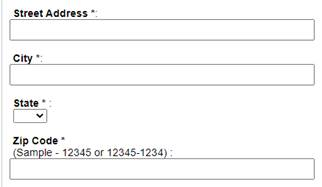 Street Address *:
City *:
State * :
Zip Code *
(Sample - 12345 or 12345-1234) :